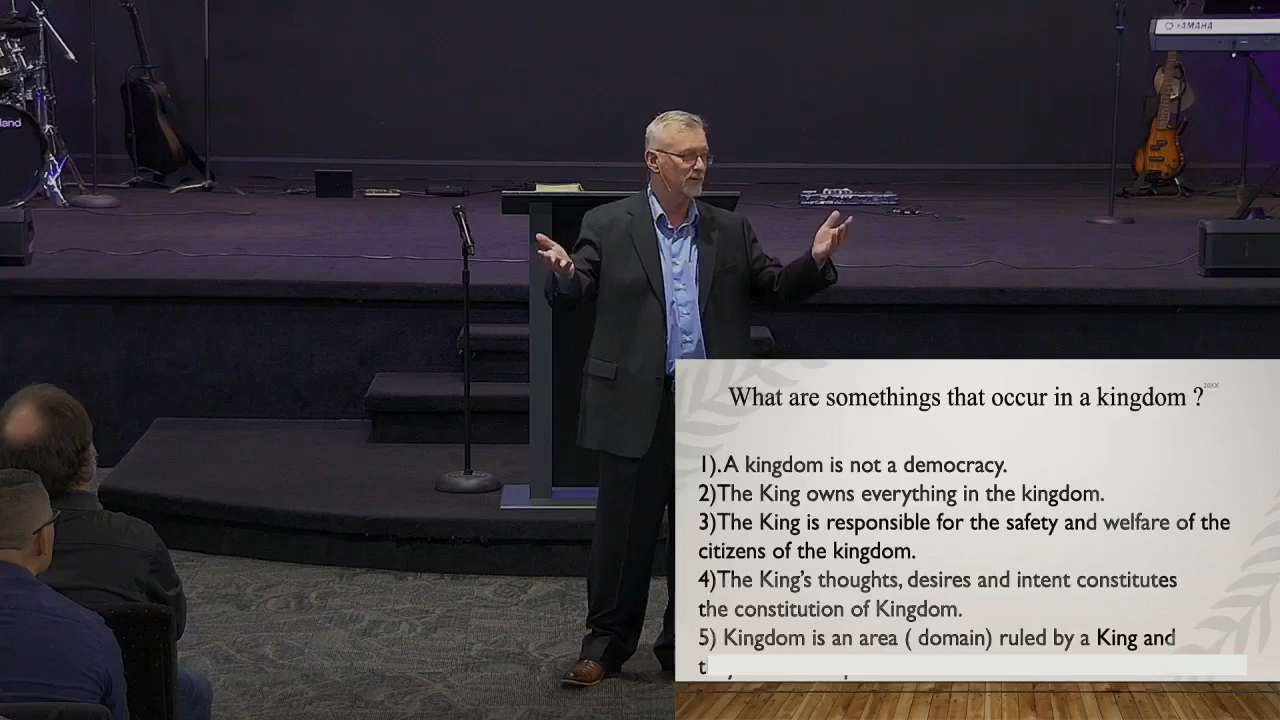 YAMAHA
land
What are somethings that occur in a kingdom ?
20XX
1).A kingdom is not a democracy.
2)The King owns everything in the kingdom.
3)The King is responsible for the safety and welfare of the
citizens of the kingdom.
4)The King's thoughts, desires and intent constitutes
the constitution of Kingdom.
5) Kingdom is an area ( domain) ruled by a King and